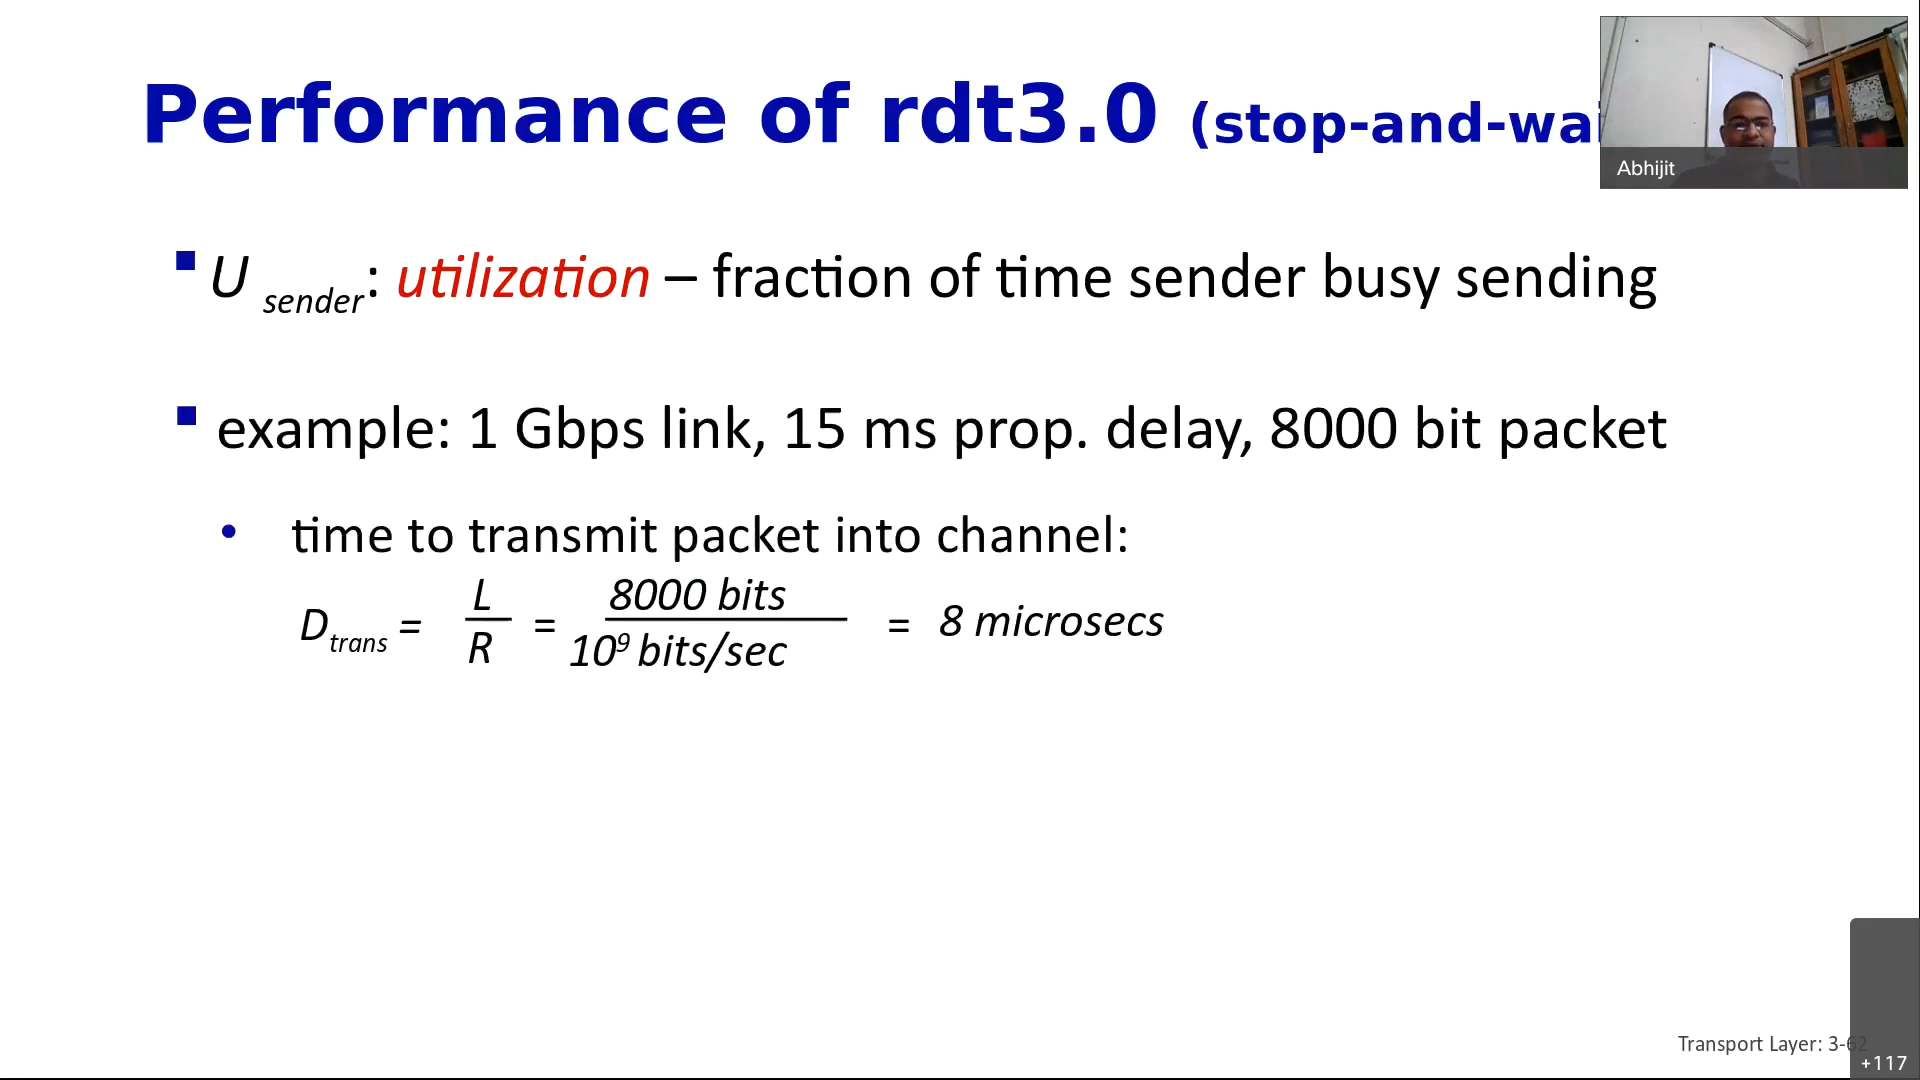 Performance of rdt3.0 (stop-and-wai
Abhijit
U sender: utilization – fraction of time sender busy sending
example: 1 Gbps link, 15 ms prop. delay, 8000 bit packet
• time to transmit packet into channel:
Dtrans = L/R = 8000 bits / 10⁹ bits/sec = 8 microsecs
Transport Layer: 3-62
+117